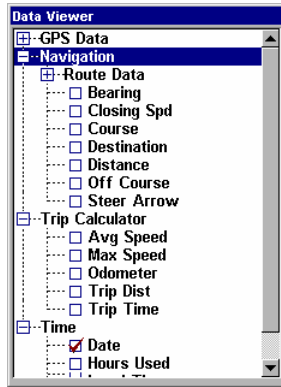 Data Viewer
GPS Data
Navigation
Route Data
Bearing
Closing Spd
Course
Destination
Distance
Off Course
Steer Arrow
Trip Calculator
Avg Speed
Max Speed
Odometer
Trip Dist
Trip Time
Time
Date
Hours Used